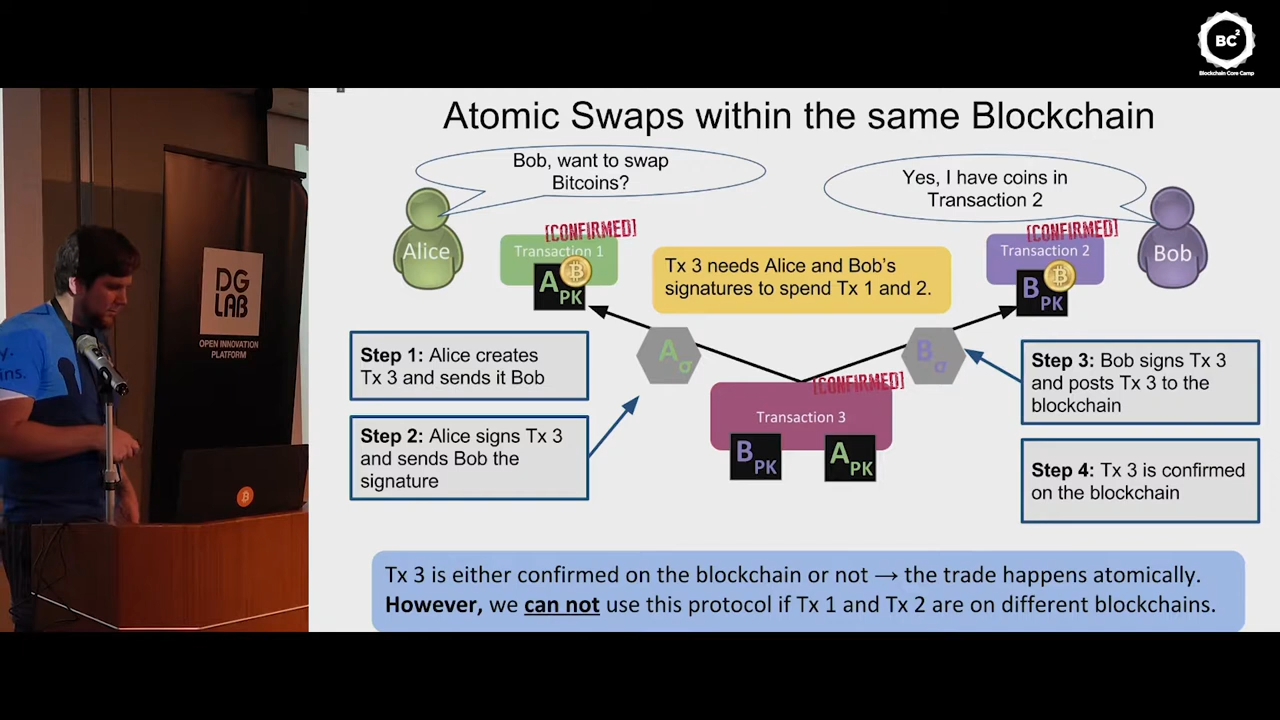 BC2
Blockchain Core Camp
Atomic Swaps within the same Blockchain
Bob, want to swap
Bitcoins?
Yes, I have coins in
Transaction 2
Alice
Bob
[CONFIRMED]
Transaction 1
A PK
[CONFIRMED]
Transaction 2
B PK
Tx 3 needs Alice and Bob's
signatures to spend Tx 1 and 2.
Step 1: Alice creates
Tx 3 and sends it Bob
Step 2: Alice signs Tx 3
and sends Bob the
signature
Aσ
Bσ
[CONFIRMED]
Transaction 3
B PK
A PK
Step 3: Bob signs Tx 3
and posts Tx 3 to the
blockchain
Step 4: Tx 3 is confirmed
on the blockchain
Tx 3 is either confirmed on the blockchain or not → the trade happens atomically.
However, we can not use this protocol if Tx 1 and Tx 2 are on different blockchains.
DG
LAB
OPEN INNOVATION
PLATFORM